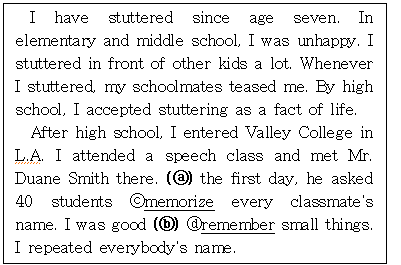 I have stuttered since age seven. In
elementary and middle school, I was unhappy. I
stuttered in front of other kids a lot. Whenever
I stuttered, my schoolmates teased me. By high
school, I accepted stuttering as a fact of life.
After high school, I entered Valley College in
L.A. I attended a speech class and met Mr.
Duane Smith there. (ⓐ) the first day, he asked
40 students ⓒmemorize every classmate's
name. I was good (ⓑ) ⓓremember small things.
I repeated everybody's name.